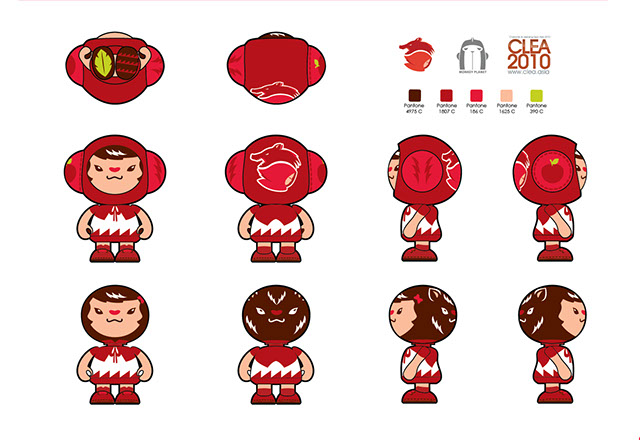 CLEA
2010
www.clea.asia
MONKEY PLANET
Pantone
4975 C
Pantone
1807 C
Pantone
186 C
Pantone
1625 C
Pantone
390 C